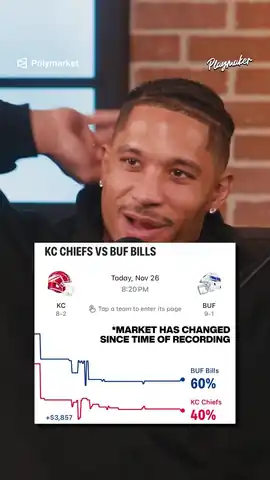 Polymarket
Playmaker
KC CHIEFS VS BUF BILLS
Today, Nov 26
8:20PM
KC
8-2
BUF
9-1
Tap a team to enter its page
*MARKET HAS CHANGED
SINCE TIME OF RECORDING
BUF Bills
60%
KC Chiefs
40%
+$3,857